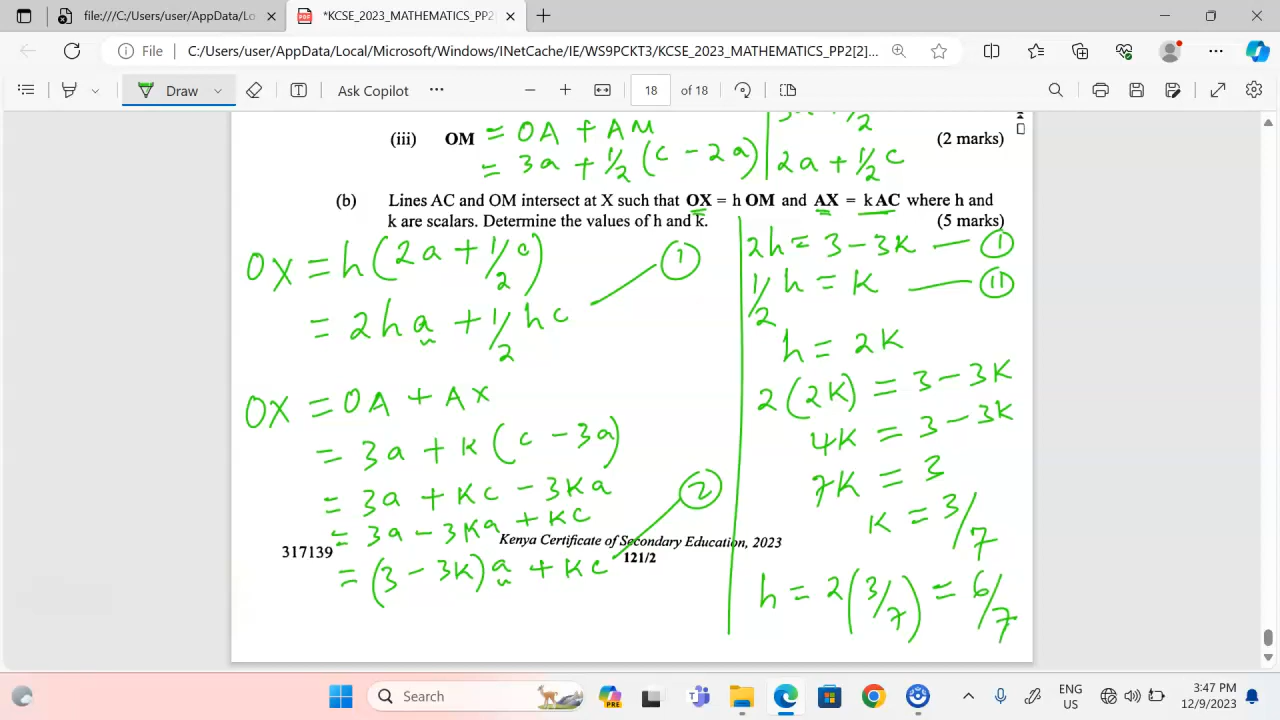 file:///C:/Users/user/AppData/Lo
*KCSE_2023_MATHEMATICS_PP2[
File C:/Users/user/AppData/Local/Microsoft/Windows/INetCache/IE/WS9PCKT3/KCSE_2023_MATHEMATICS_PP2[2]...
Draw Ask Copilot 18 of 18
(iii) OM = OA + AM (2 marks)
= 3a + 1/2 (c - 2a) | 2a + 1/2 c
(b) Lines AC and OM intersect at X such that OX = h OM and AX = k AC where h and
k are scalars. Determine the values of h and k. (5 marks)
OX = h(2a + 1/2 c)
= 2ha + 1/2 hc ①
OX = OA + AX
= 3a + K(c - 3a)
= 3a + Kc - 3Ka
= 3a - 3Ka + KC
= (3 - 3K)a + KC ②
2h = 3 - 3K — ①
1/2 h = K — ⑪
h = 2K
2(2K) = 3 - 3K
4K = 3 - 3K
7K = 3
K = 3/7
h = 2(3/7) = 6/7
Kenya Certificate of Secondary Education, 2023
317139
121/2
Search
PRE
ENG
US
3:47 PM
12/9/2023